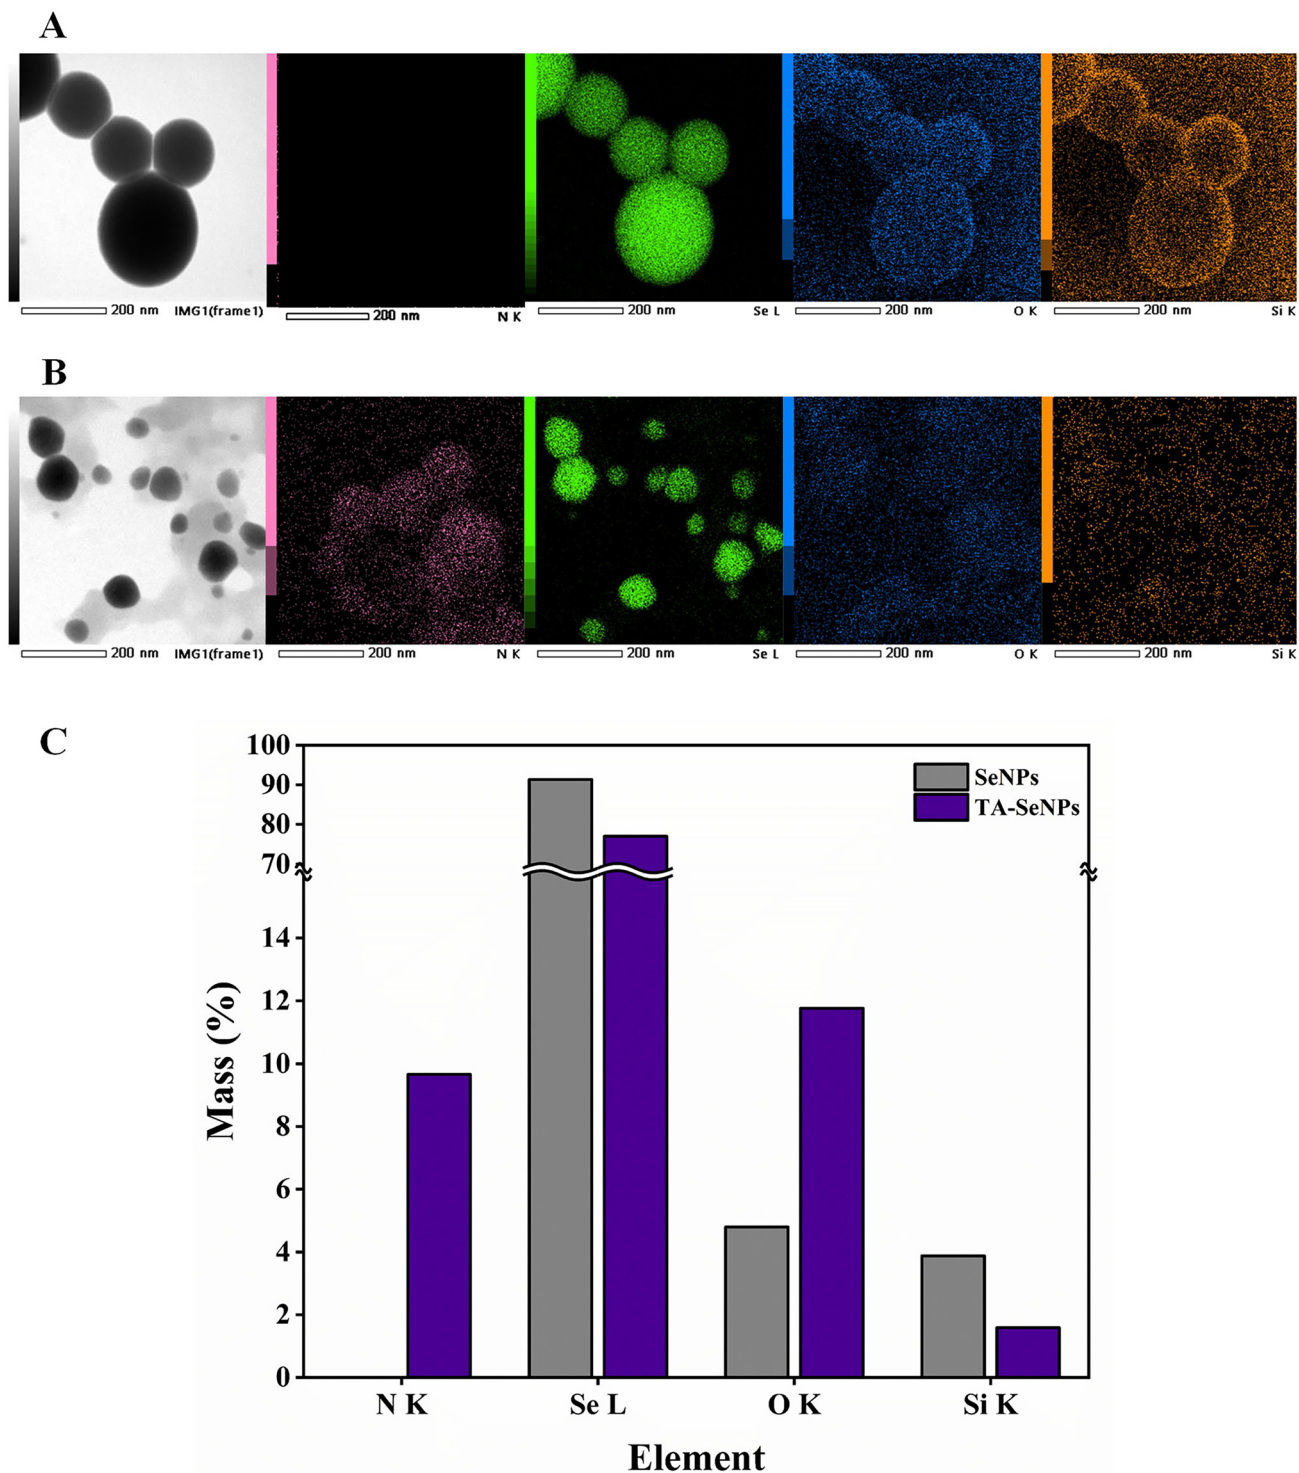 A
200 nm IMG1(frame1) 200 nm N K 200 nm Se L 200 nm O K 200 nm Si K
B
200 nm IMG1(frame1) 200 nm N K 200 nm Se L 200 nm O K 200 nm Si K
C
100
90
80
70
14
12
10
8
6
4
2
0
Mass (%)
SeNPs
TA-SeNPs
N K Se L O K Si K
Element